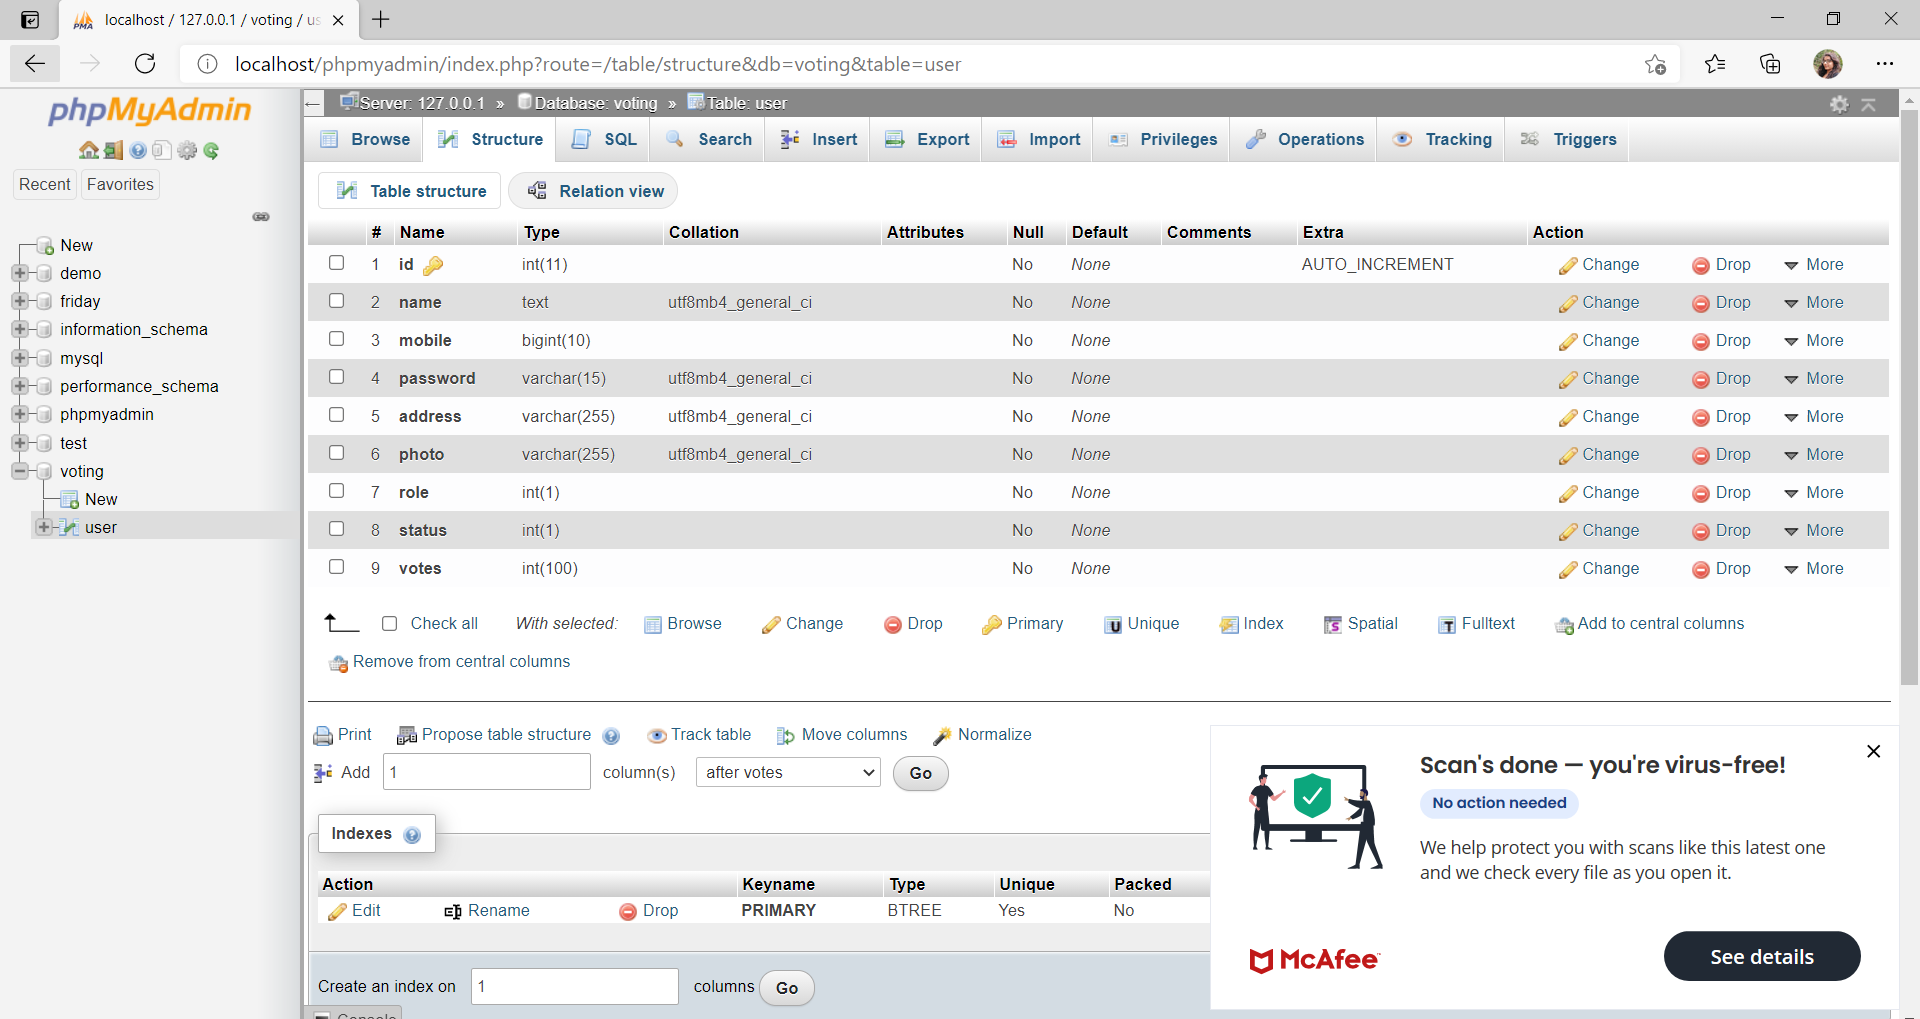 localhost / 127.0.0.1 / voting / us
localhost/phpmyadmin/index.php?route=/table/structure&db=voting&table=user
phpMyAdmin
Recent Favorites
New
demo
friday
information_schema
mysql
performance_schema
phpmyadmin
test
voting
New
user
Server: 127.0.0.1 » Database: voting » Table: user
Browse Structure SQL Search Insert Export Import Privileges Operations Tracking Triggers
Table structure Relation view
# Name Type Collation Attributes Null Default Comments Extra Action
1 id int(11) No None AUTO_INCREMENT Change Drop More
2 name text utf8mb4_general_ci No None Change Drop More
3 mobile bigint(10) No None Change Drop More
4 password varchar(15) utf8mb4_general_ci No None Change Drop More
5 address varchar(255) utf8mb4_general_ci No None Change Drop More
6 photo varchar(255) utf8mb4_general_ci No None Change Drop More
7 role int(1) No None Change Drop More
8 status int(1) No None Change Drop More
9 votes int(100) No None Change Drop More
Check all With selected: Browse Change Drop Primary Unique Index Spatial Fulltext Add to central columns
Remove from central columns
Print Propose table structure Track table Move columns Normalize
Add 1 column(s) after votes Go
Indexes
Action Keyname Type Unique Packed
Edit Rename Drop PRIMARY BTREE Yes No
Create an index on 1 columns Go
Console
Scan's done — you're virus-free!
No action needed
We help protect you with scans like this latest one
and we check every file as you open it.
McAfee
See details